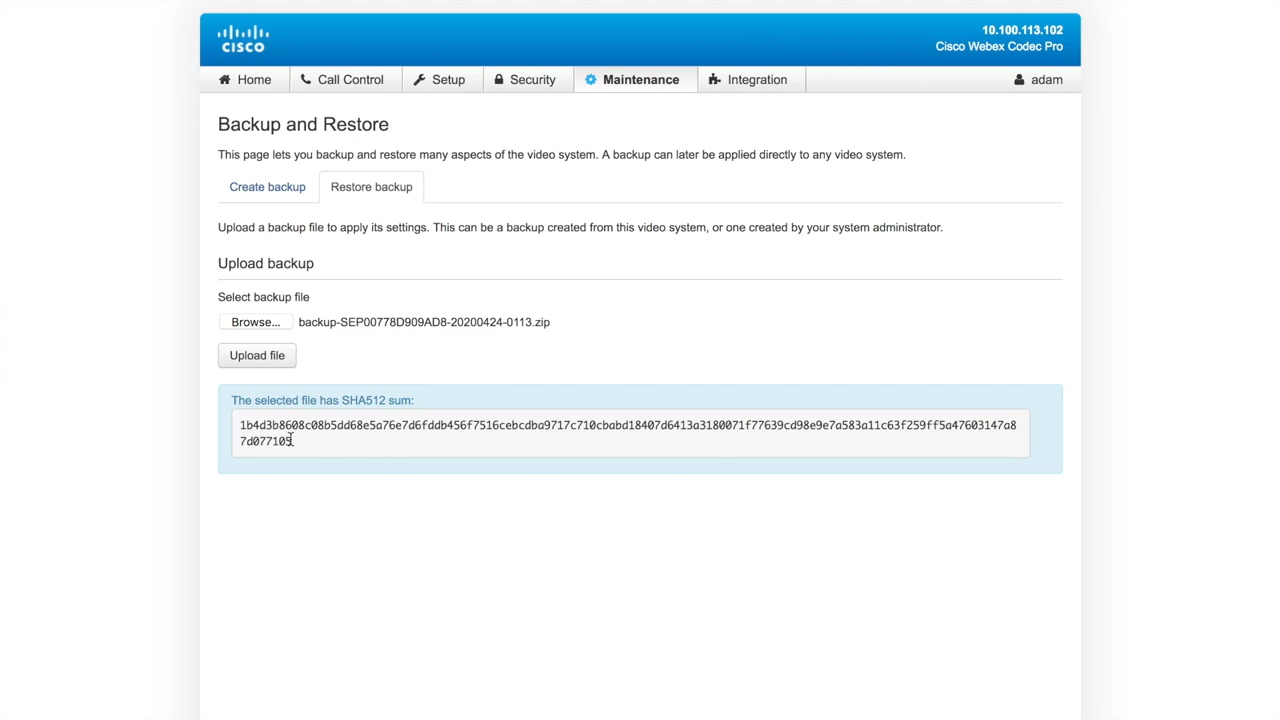 CISCO
10.100.113.102
Cisco Webex Codec Pro
Home
Call Control
Setup
Security
Maintenance
Integration
adam
Backup and Restore
This page lets you backup and restore many aspects of the video system. A backup can later be applied directly to any video system.
Create backup
Restore backup
Upload a backup file to apply its settings. This can be a backup created from this video system, or one created by your system administrator.
Upload backup
Select backup file
Browse... backup-SEP00778D909AD8-20200424-0113.zip
Upload file
The selected file has SHA512 sum:
1b4d3b8608c08b5dd68e5a76e7d6fddb456f7516cebcdba9717c710cbabd18407d6413a3180071f77639cd98e9e7a583a11c63f259ff5a47603147a8
7d077105